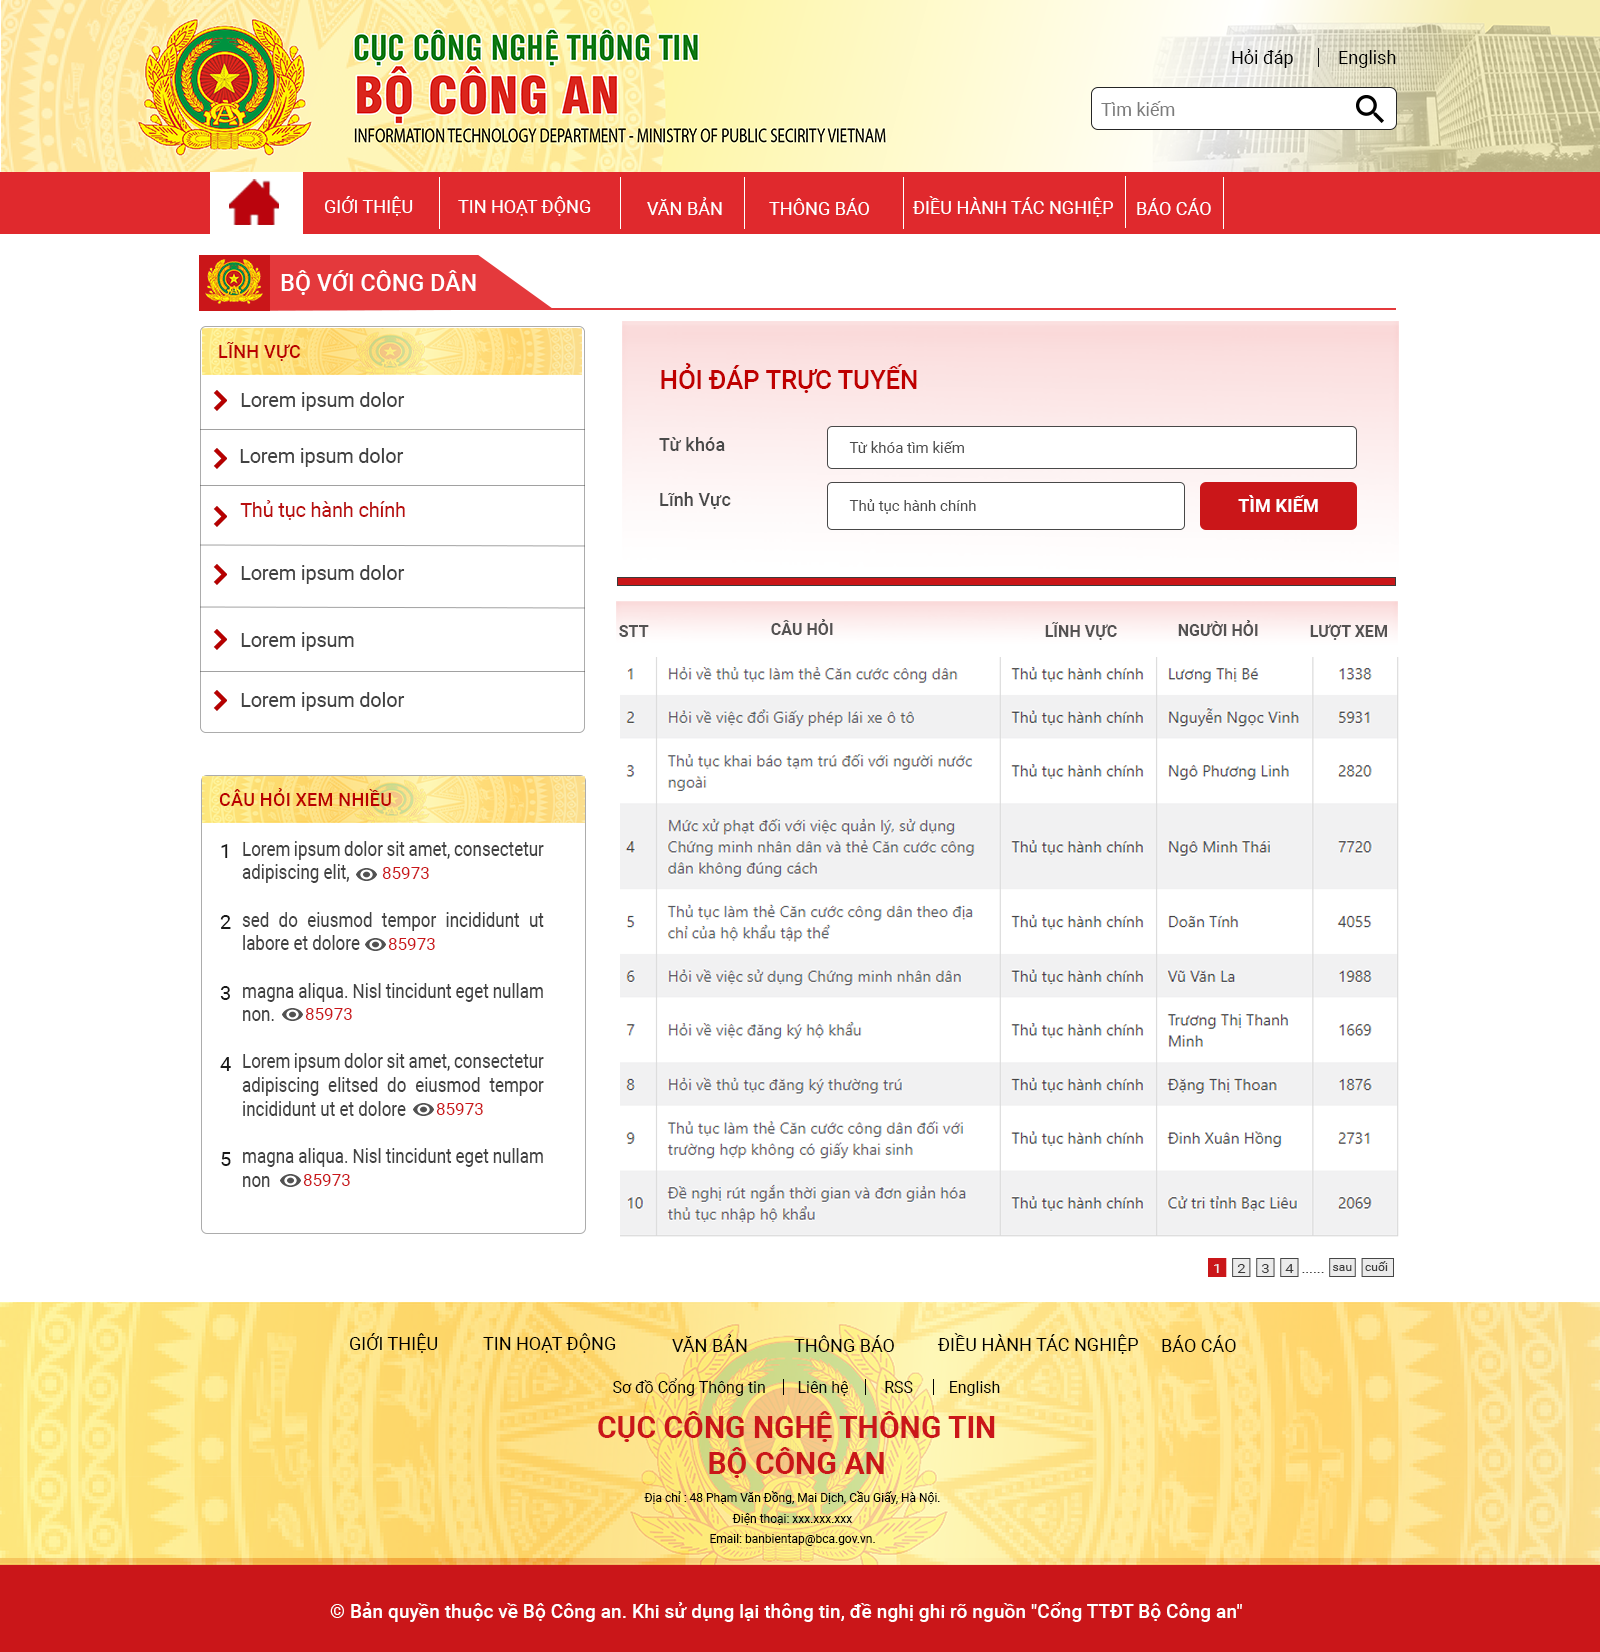 CỤC CÔNG NGHỆ THÔNG TIN
BỘ CÔNG AN
INFORMATION TECHNOLOGY DEPARTMENT - MINISTRY OF PUBLIC SECIRITY VIETNAM
Hỏi đáp | English
Tìm kiếm
GIỚI THIỆU TIN HOẠT ĐỘNG VĂN BẢN THÔNG BÁO ĐIỀU HÀNH TÁC NGHIỆP BÁO CÁO
BỘ VỚI CÔNG DÂN
LĨNH VỰC
Lorem ipsum dolor
Lorem ipsum dolor
Thủ tục hành chính
Lorem ipsum dolor
Lorem ipsum
Lorem ipsum dolor
CÂU HỎI XEM NHIỀU
1 Lorem ipsum dolor sit amet, consectetur
adipiscing elit, 85973
2 sed do eiusmod tempor incididunt ut
labore et dolore 85973
3 magna aliqua. Nisl tincidunt eget nullam
non. 85973
4 Lorem ipsum dolor sit amet, consectetur
adipiscing elitsed do eiusmod tempor
incididunt ut et dolore 85973
5 magna aliqua. Nisl tincidunt eget nullam
non 85973
HỎI ĐÁP TRỰC TUYẾN
Từ khóa Từ khóa tìm kiếm
Lĩnh Vực Thủ tục hành chính TÌM KIẾM
STT CÂU HỎI LĨNH VỰC NGƯỜI HỎI LƯỢT XEM
1 Hỏi về thủ tục làm thẻ Căn cước công dân Thủ tục hành chính Lương Thị Bé 1338
2 Hỏi về việc đổi Giấy phép lái xe ô tô Thủ tục hành chính Nguyễn Ngọc Vinh 5931
3 Thủ tục khai báo tạm trú đối với người nước
ngoài Thủ tục hành chính Ngô Phương Linh 2820
4 Mức xử phạt đối với việc quản lý, sử dụng
Chứng minh nhân dân và thẻ Căn cước công
dân không đúng cách Thủ tục hành chính Ngô Minh Thái 7720
5 Thủ tục làm thẻ Căn cước công dân theo địa
chỉ của hộ khẩu tập thể Thủ tục hành chính Doãn Tính 4055
6 Hỏi về việc sử dụng Chứng minh nhân dân Thủ tục hành chính Vũ Văn La 1988
7 Hỏi về việc đăng ký hộ khẩu Thủ tục hành chính Trương Thị Thanh
Minh 1669
8 Hỏi về thủ tục đăng ký thường trú Thủ tục hành chính Đặng Thị Thoan 1876
9 Thủ tục làm thẻ Căn cước công dân đối với
trường hợp không có giấy khai sinh Thủ tục hành chính Đinh Xuân Hồng 2731
10 Đề nghị rút ngắn thời gian và đơn giản hóa
thủ tục nhập hộ khẩu Thủ tục hành chính Cử tri tỉnh Bạc Liêu 2069
1 2 3 4 ...... sau cuối
GIỚI THIỆU TIN HOẠT ĐỘNG VĂN BẢN THÔNG BÁO ĐIỀU HÀNH TÁC NGHIỆP BÁO CÁO
Sơ đồ Cổng Thông tin | Liên hệ | RSS | English
CỤC CÔNG NGHỆ THÔNG TIN
BỘ CÔNG AN
Địa chỉ : 48 Phạm Văn Đồng, Mai Dịch, Cầu Giấy, Hà Nội.
Điện thoại: xxx.xxx.xxx
Email: banbientap@bca.gov.vn.
© Bản quyền thuộc về Bộ Công an. Khi sử dụng lại thông tin, đề nghị ghi rõ nguồn "Cổng TTĐT Bộ Công an"